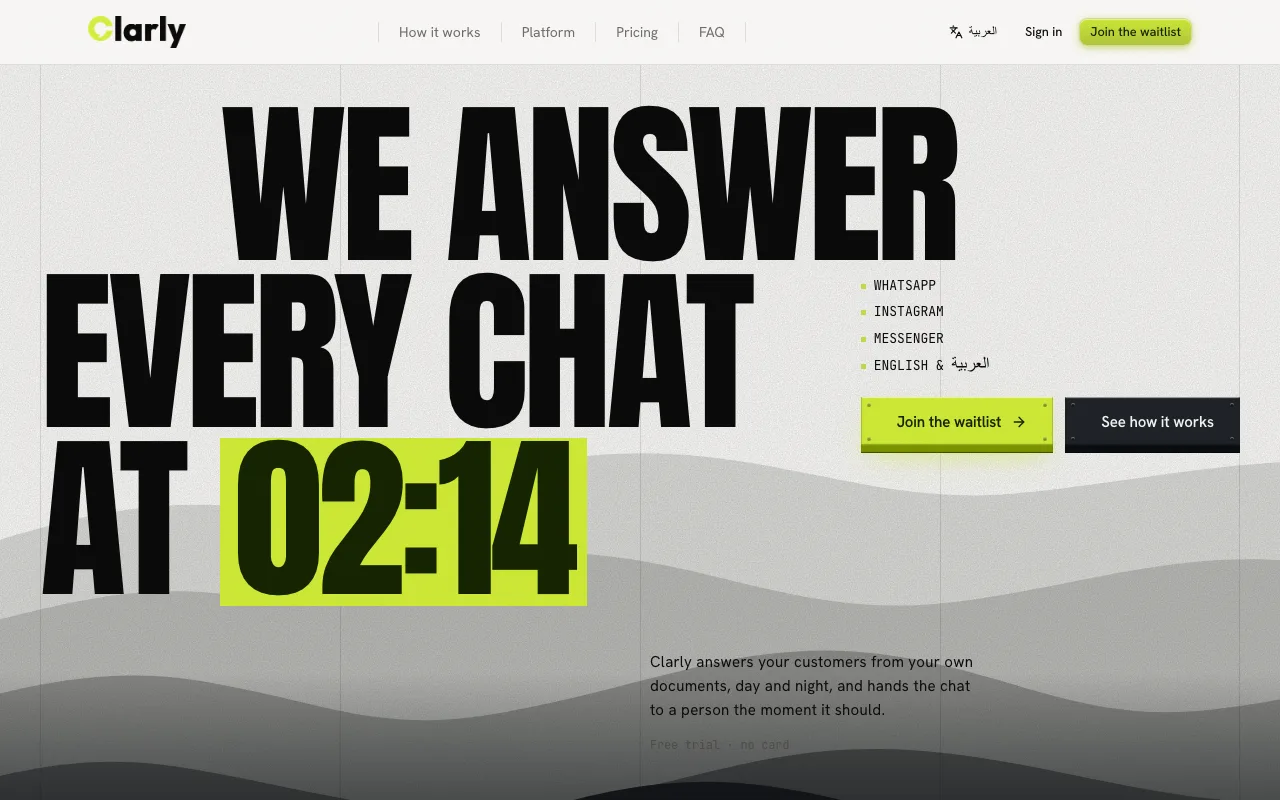 Clarly
How it works
Platform
Pricing
FAQ
العربية
Sign in
Join the waitlist
WE ANSWER
EVERY CHAT
AT 02:14
WHATSAPP
INSTAGRAM
MESSENGER
ENGLISH & العربية
Join the waitlist →
See how it works
Clarly answers your customers from your own
documents, day and night, and hands the chat
to a person the moment it should.
Free trial · no card